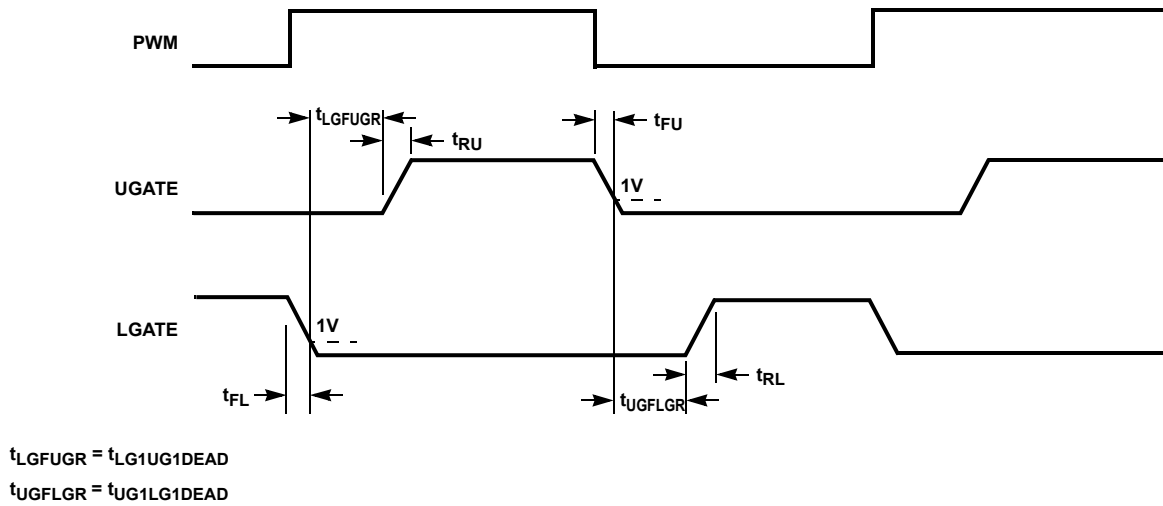 PWM
tLGFUGR
tRU
tFU
UGATE
1V
LGATE
1V
tFL
tRL
tUGFLGR
tLGFUGR = tLG1UG1DEAD
tUGFLGR = tUG1LG1DEAD